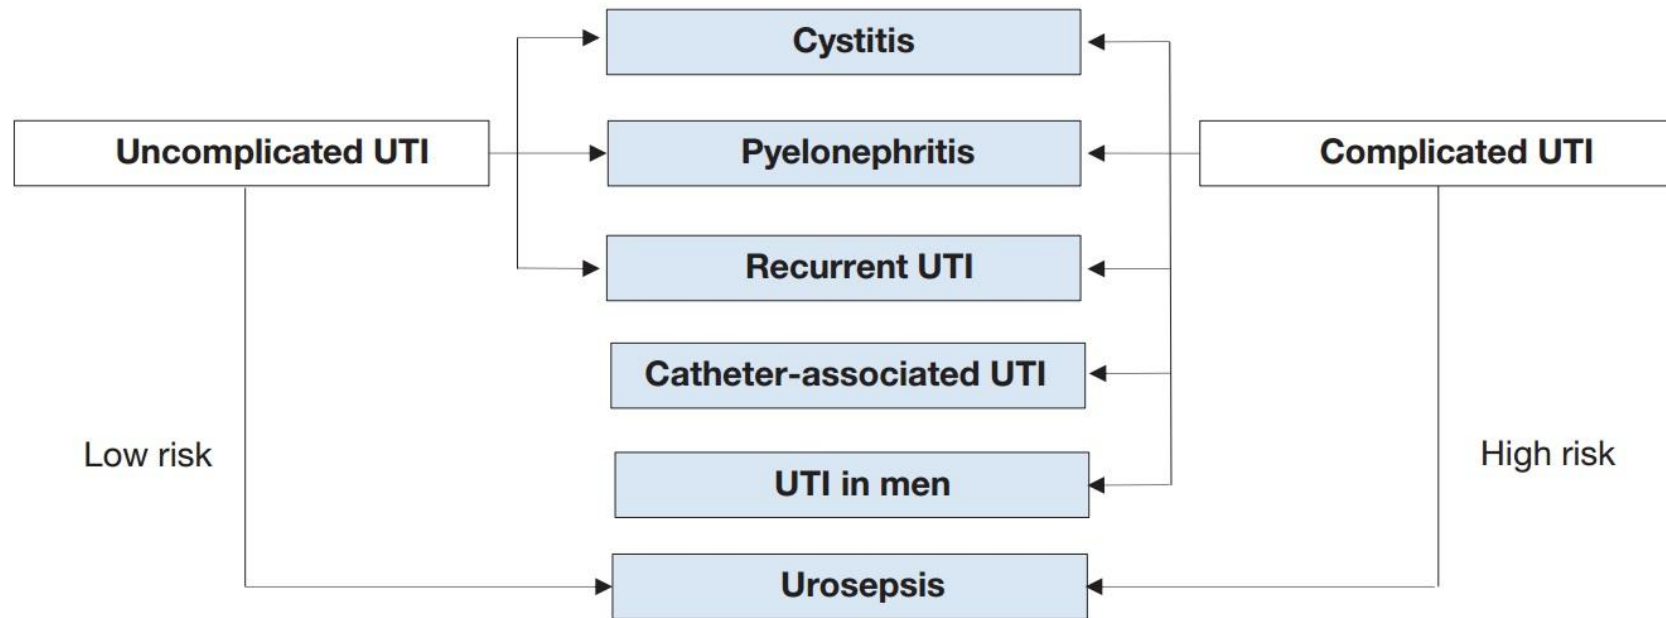 Cystitis
Uncomplicated UTI
Pyelonephritis
Complicated UTI
Recurrent UTI
Catheter-associated UTI
Low risk
High risk
UTI in men
Urosepsis